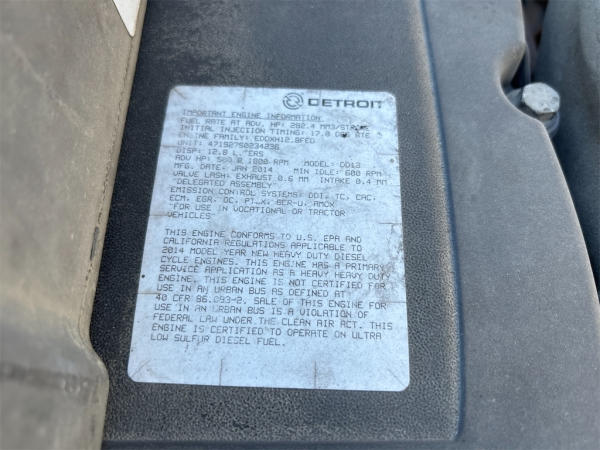 DETROIT
IMPORTANT ENGINE INFORMATION
FUEL RATE AT ADV. HP: 282.4 MM3/STROKE
INITIAL INJECTION TIMING: 17.0 DEG BTC
ENGINE FAMILY: EDDXH12.8FED
UNIT: 471927S0234236
DISP: 12.8 L
ADV HP: @ 1800 RPM MODEL: DD13
MFG. DATE: JAN 2014 MIN IDLE: 600 RPM
VALVE LASH: EXHAUST 0.6 MM INTAKE 0.4 MM
"DELEGATED ASSEMBLY"
EMISSION CONTROL SYSTEMS: DDI, TC, CAC,
ECM, EGR, OC, SCR-U, AMOX
"FOR USE IN VOCATIONAL OR TRACTOR
VEHICLES"
THIS ENGINE CONFORMS TO U.S. EPA AND
CALIFORNIA REGULATIONS APPLICABLE TO
2014 MODEL YEAR NEW HEAVY DUTY DIESEL
CYCLE ENGINES. THIS ENGINE HAS A PRIMARY
SERVICE APPLICATION AS A HEAVY HEAVY DUTY
ENGINE. THIS ENGINE IS NOT CERTIFIED FOR
USE IN AN URBAN BUS AS DEFINED AT
40 CFR 86.093-2. SALE OF THIS ENGINE FOR
USE IN AN URBAN BUS IS A VIOLATION OF
FEDERAL LAW UNDER THE CLEAN AIR ACT. THIS
ENGINE IS CERTIFIED TO OPERATE ON ULTRA
LOW SULFUR DIESEL FUEL.